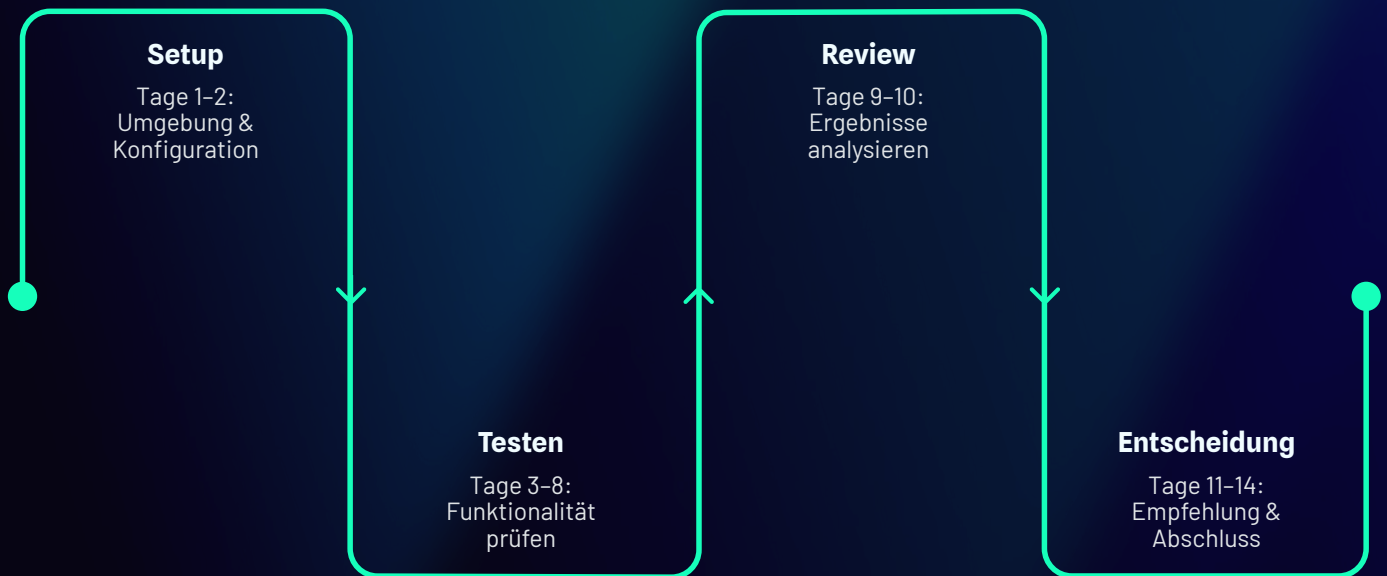 Setup
Tage 1–2:
Umgebung &
Konfiguration
Testen
Tage 3–8:
Funktionalität
prüfen
Review
Tage 9–10:
Ergebnisse
analysieren
Entscheidung
Tage 11–14:
Empfehlung &
Abschluss